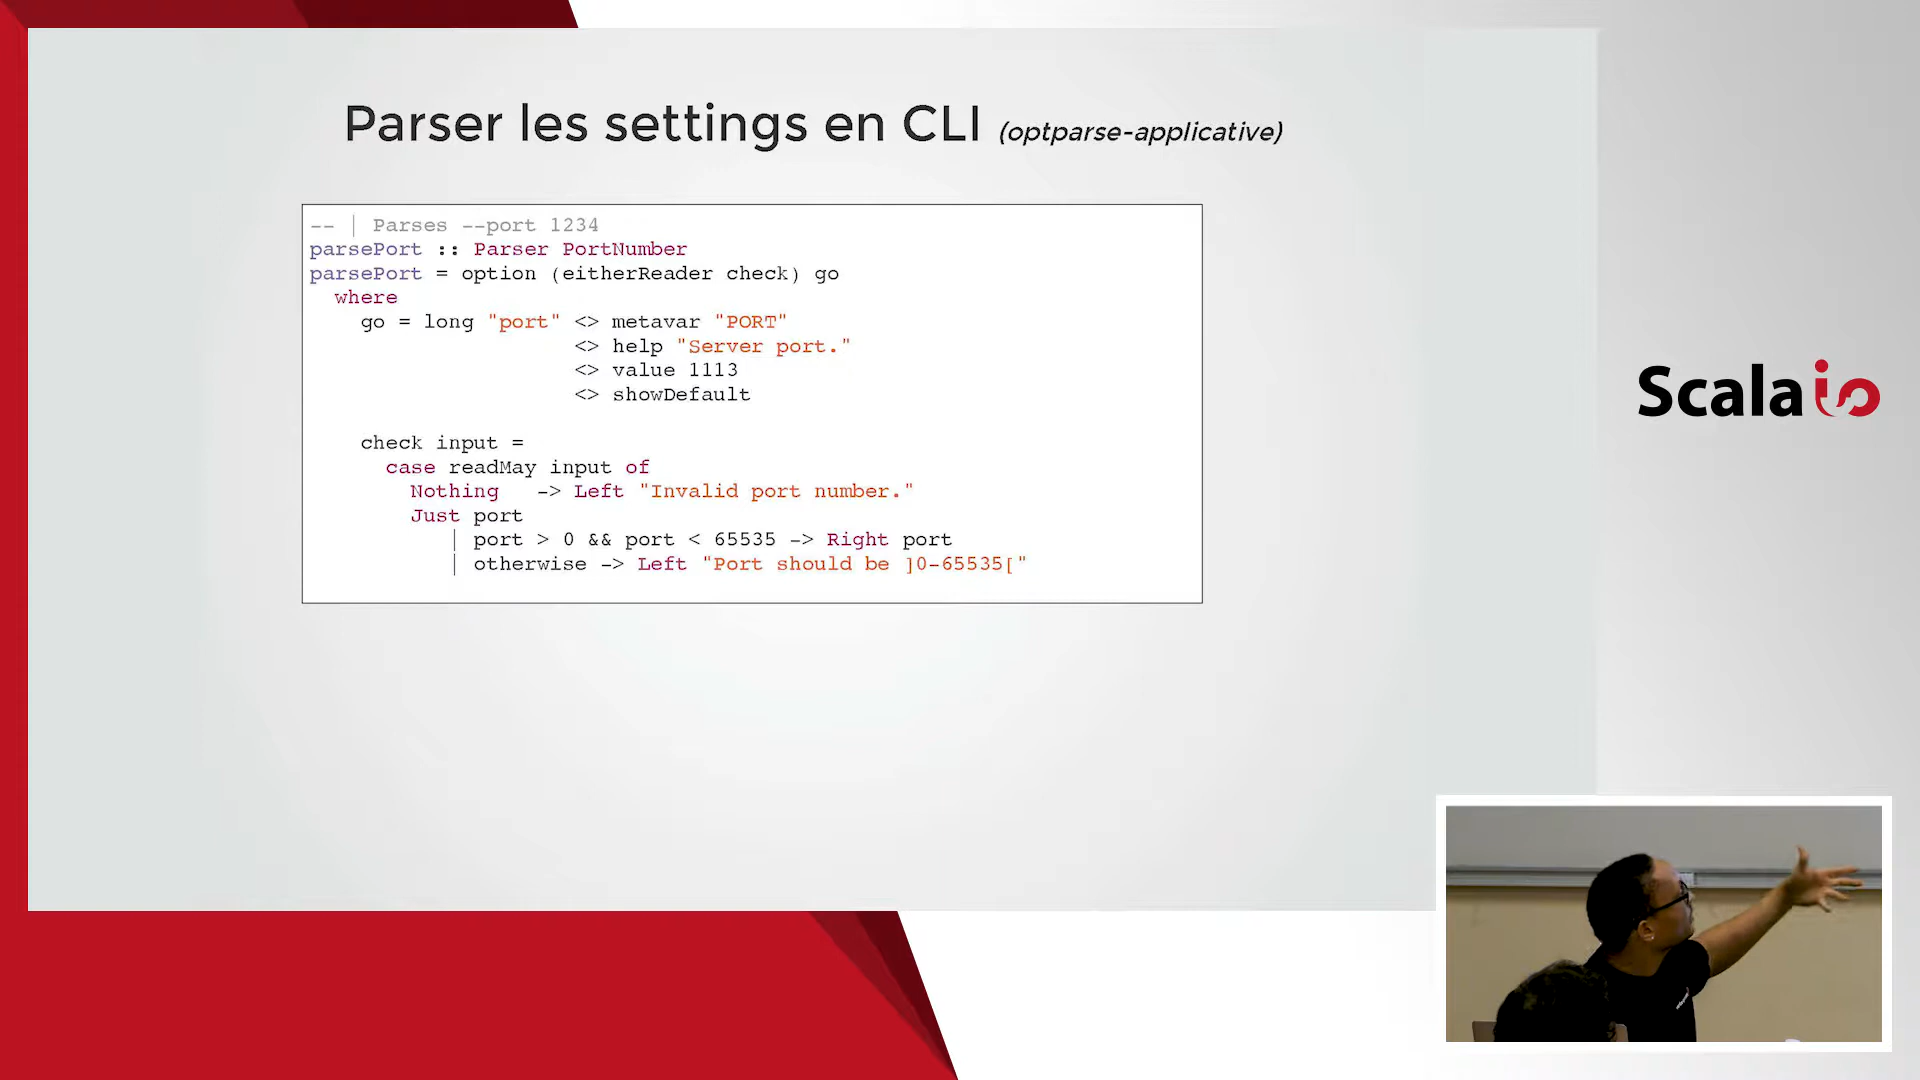 Parser les settings en CLI (optparse-applicative)
-- | Parses --port 1234
parsePort :: Parser PortNumber
parsePort = option (eitherReader check) go
  where
    go = long "port" <> metavar "PORT"
                     <> help "Server port."
                     <> value 1113
                     <> showDefault

    check input =
      case readMay input of
        Nothing   -> Left "Invalid port number."
        Just port
           | port > 0 && port < 65535 -> Right port
           | otherwise -> Left "Port should be ]0-65535["
Scala io